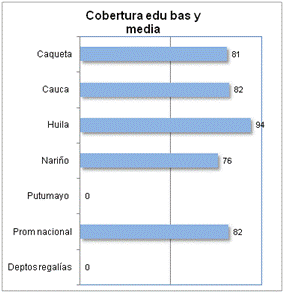 Cobertura edu bas y
media
Caqueta 81
Cauca 82
Huila 94
Nariño 76
Putumayo 0
Prom nacional 82
Deptos regalías 0